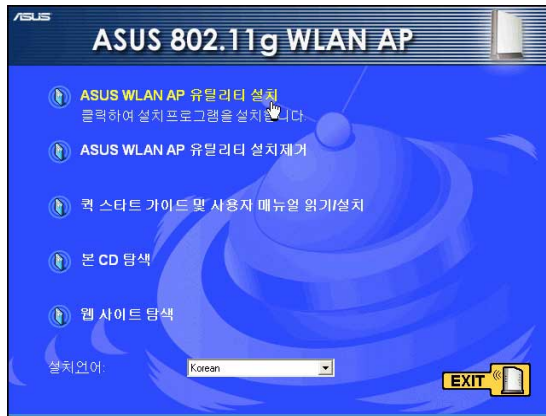 ASUS
ASUS 802.11g WLAN AP
ASUS WLAN AP 유틸리티 설치
클릭하여 설치프로그램을 설치합니다
ASUS WLAN AP 유틸리티 설치제거
퀵 스타트 가이드 및 사용자 메뉴얼 읽기/설치
본 CD 탐색
웹 사이트 탐색
설치언어:
Korean
EXIT